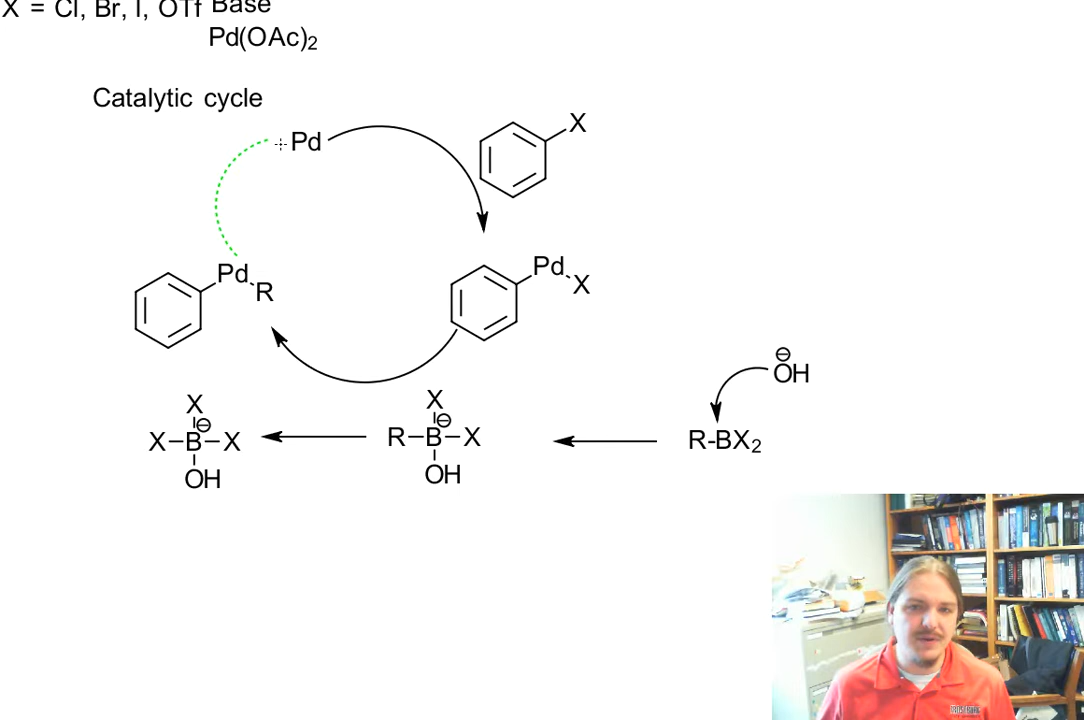 X = Cl, Br, I, OTf Base
Pd(OAc)₂
Catalytic cycle
Pd
X
Pd
X
Pd
R
⊖
OH
R-BX₂
X
⊖
R-B-X
OH
X
⊖
X-B-X
OH